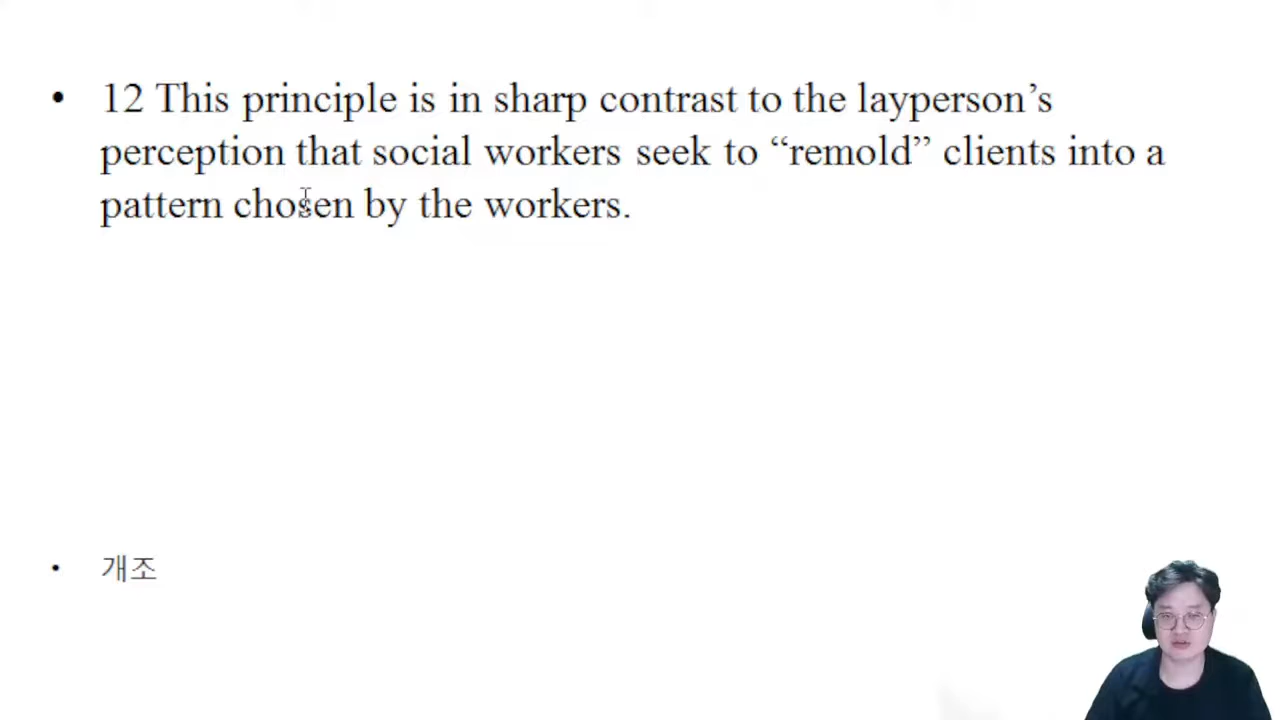 • 12 This principle is in sharp contrast to the layperson’s
perception that social workers seek to “remold” clients into a
pattern chosen by the workers.
• 개조